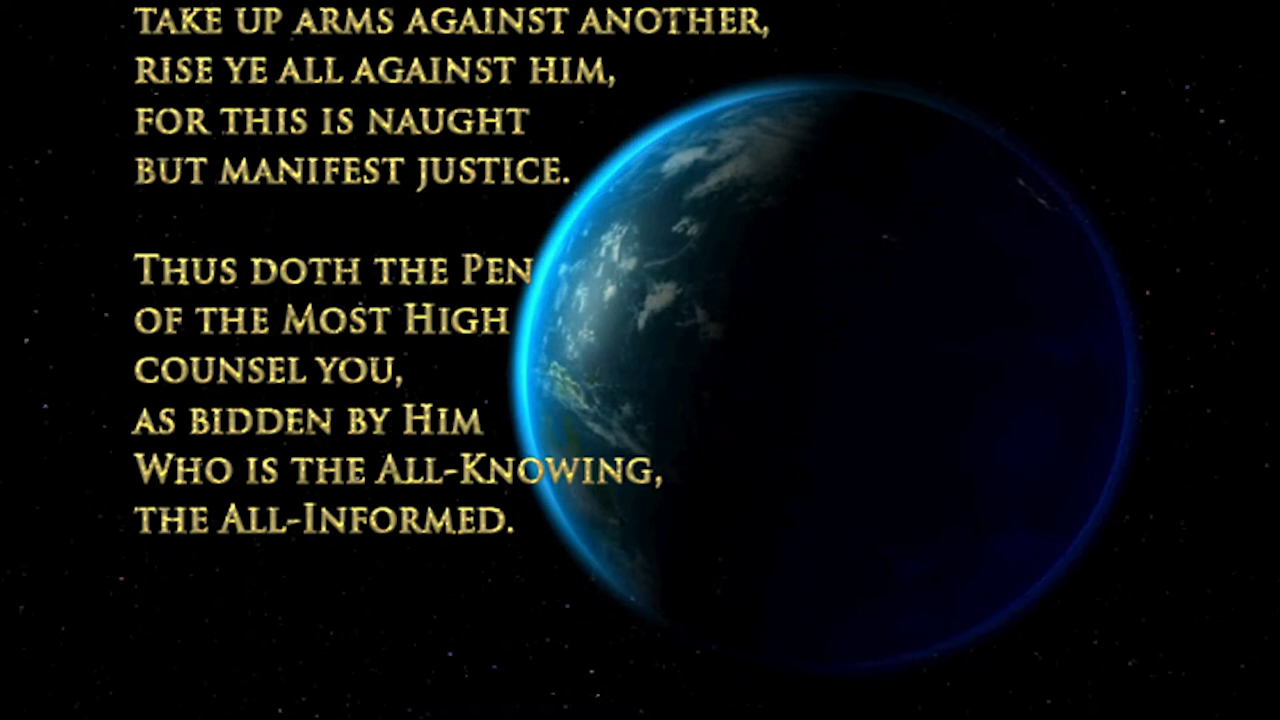 TAKE UP ARMS AGAINST ANOTHER,
RISE YE ALL AGAINST HIM,
FOR THIS IS NAUGHT
BUT MANIFEST JUSTICE.
THUS DOTH THE PEN
OF THE MOST HIGH
COUNSEL YOU,
AS BIDDEN BY HIM
WHO IS THE ALL-KNOWING,
THE ALL-INFORMED.